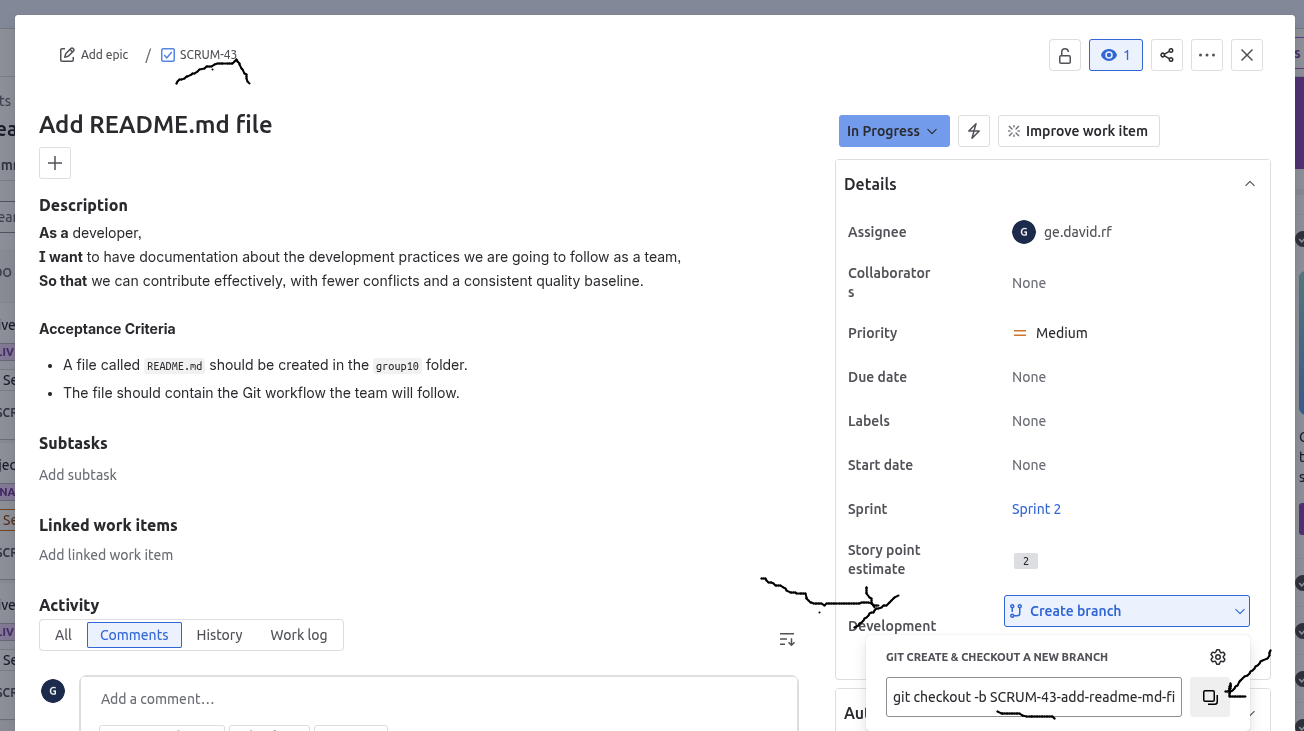 Add epic / SCRUM-43
1
Add README.md file
In Progress
Improve work item
Description
As a developer,
I want to have documentation about the development practices we are going to follow as a team,
So that we can contribute effectively, with fewer conflicts and a consistent quality baseline.
Acceptance Criteria
• A file called README.md should be created in the group10 folder.
• The file should contain the Git workflow the team will follow.
Subtasks
Add subtask
Linked work items
Add linked work item
Activity
All Comments History Work log
G
Add a comment…
Details
Assignee G ge.david.rf
Collaborator
s
None
Priority Medium
Due date None
Labels None
Start date None
Sprint Sprint 2
Story point
estimate
2
Development
Create branch
GIT CREATE & CHECKOUT A NEW BRANCH
git checkout -b SCRUM-43-add-readme-md-fi